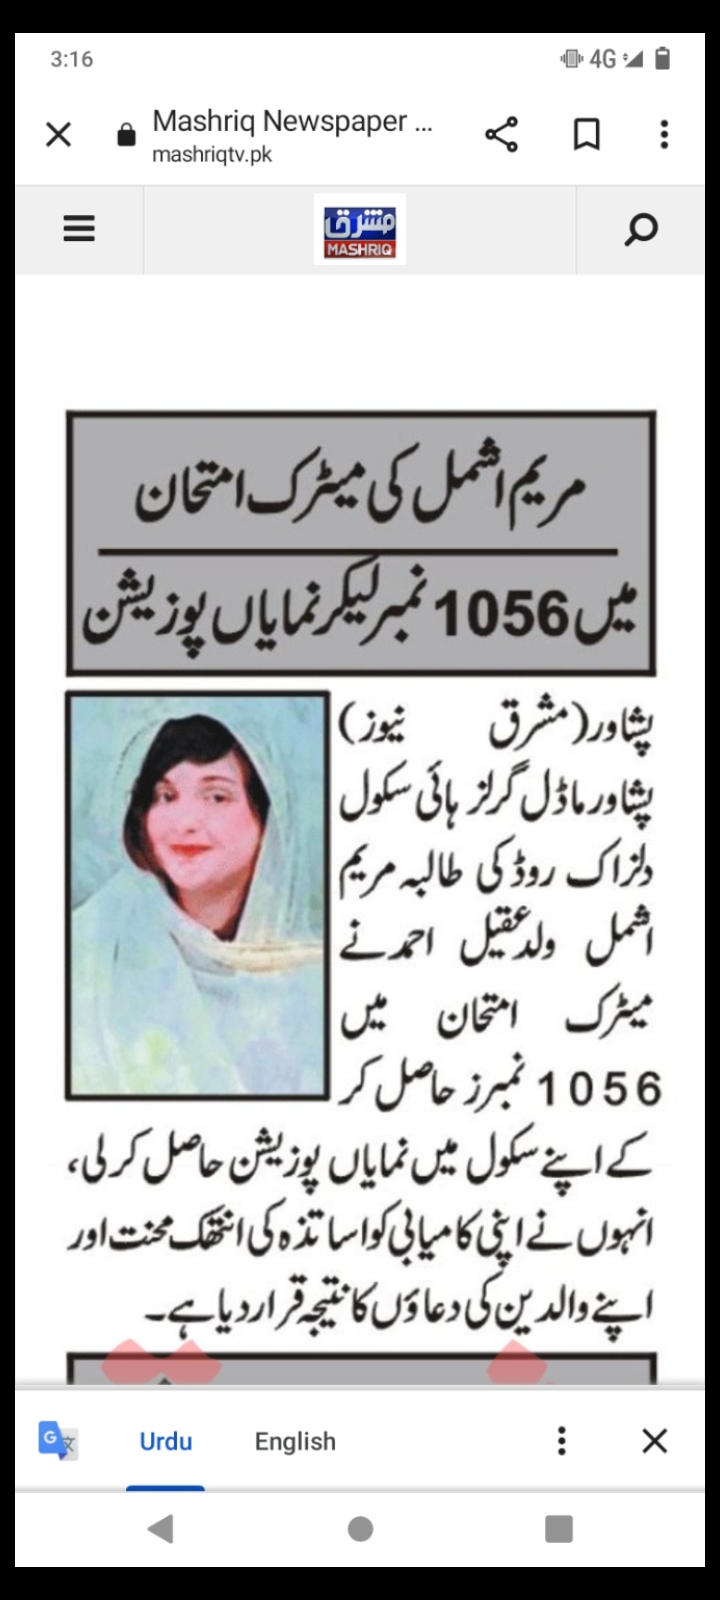 3:16
4G
Mashriq Newspaper ...
mashriqtv.pk
مشرق
MASHRIQ
مریم اشمل کی میٹرک امتحان
میں 1056 نمبر لیکر نمایاں پوزیشن
پشاور (مشرق نیوز)
پشاور ماڈل گرلز ہائی سکول
دلزاک روڈ کی طالبہ مریم
اشمل ولد عقیل احمد نے
میٹرک امتحان میں
1056 نمبرز حاصل کر
کے اپنے سکول میں نمایاں پوزیشن حاصل کر لی،
انہوں نے اپنی کامیابی کو اساتذہ کی انتھک محنت اور
اپنے والدین کی دعاؤں کا نتیجہ قرار دیا ہے۔
Urdu English